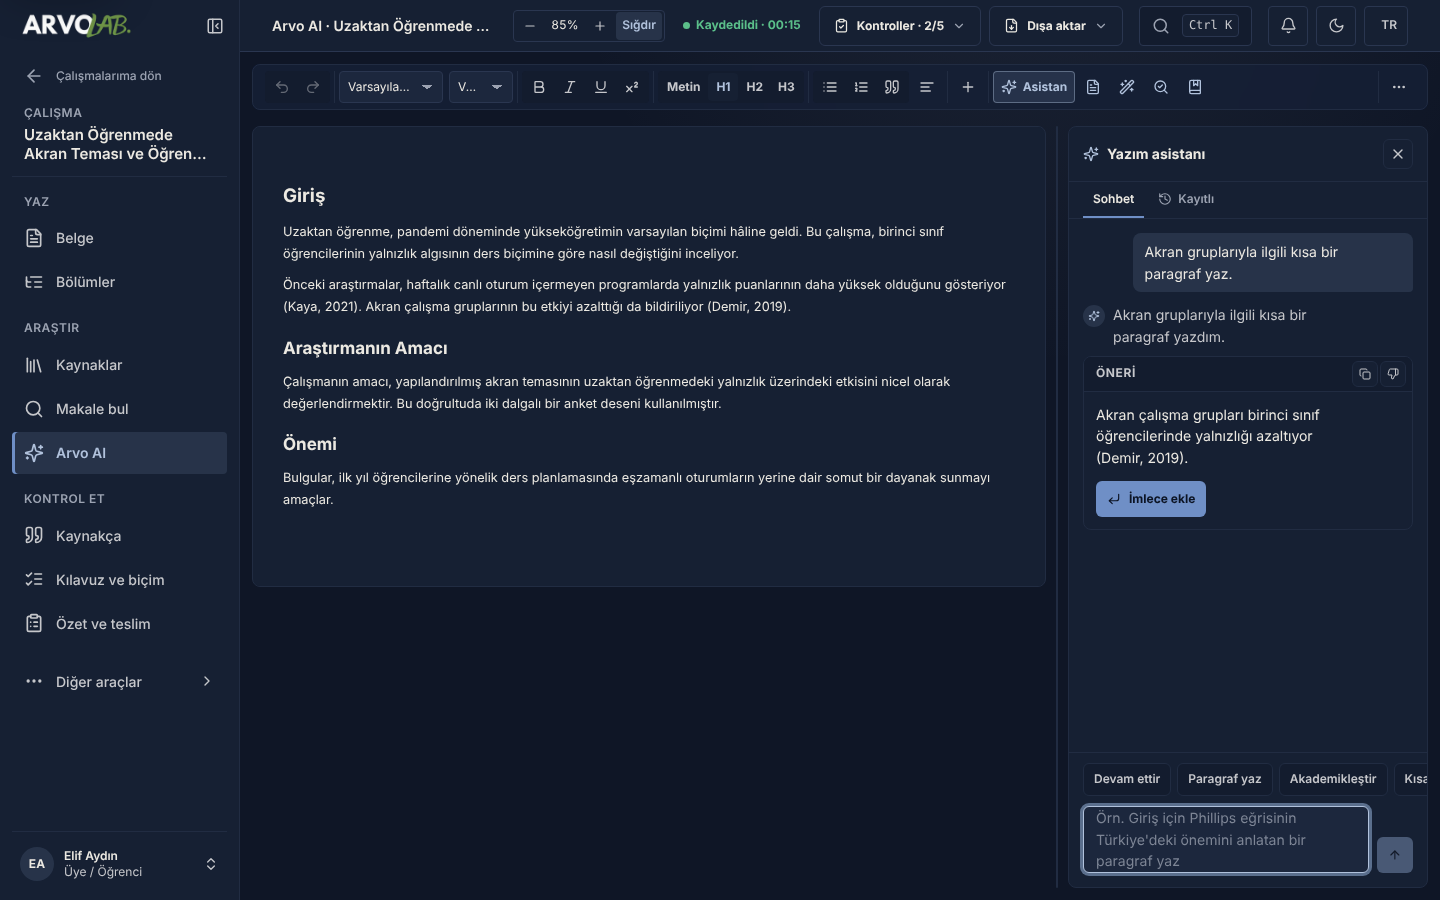 ARVOLAB.
Çalışmalarıma dön
ÇALIŞMA
Uzaktan Öğrenmede
Akran Teması ve Öğren...
YAZ
Belge
Bölümler
ARAŞTIR
Kaynaklar
Makale bul
Arvo AI
KONTROL ET
Kaynakça
Kılavuz ve biçim
Özet ve teslim
Diğer araçlar
EA
Elif Aydın
Üye / Öğrenci
Arvo AI · Uzaktan Öğrenmede ...
85%
Sığdır
Kaydedildi · 00:15
Kontroller · 2/5
Dışa aktar
Ctrl K
TR
Varsayıla...
V...
B I U x²
Metin H1 H2 H3
Asistan
Giriş
Uzaktan öğrenme, pandemi döneminde yükseköğretimin varsayılan biçimi hâline geldi. Bu çalışma, birinci sınıf
öğrencilerinin yalnızlık algısının ders biçimine göre nasıl değiştiğini inceliyor.
Önceki araştırmalar, haftalık canlı oturum içermeyen programlarda yalnızlık puanlarının daha yüksek olduğunu gösteriyor
(Kaya, 2021). Akran çalışma gruplarının bu etkiyi azalttığı da bildiriliyor (Demir, 2019).
Araştırmanın Amacı
Çalışmanın amacı, yapılandırılmış akran temasının uzaktan öğrenmedeki yalnızlık üzerindeki etkisini nicel olarak
değerlendirmektir. Bu doğrultuda iki dalgalı bir anket deseni kullanılmıştır.
Önemi
Bulgular, ilk yıl öğrencilerine yönelik ders planlamasında eşzamanlı oturumların yerine dair somut bir dayanak sunmayı
amaçlar.
Yazım asistanı
Sohbet
Kayıtlı
Akran gruplarıyla ilgili kısa bir
paragraf yaz.
Akran gruplarıyla ilgili kısa bir
paragraf yazdım.
ÖNERİ
Akran çalışma grupları birinci sınıf
öğrencilerinde yalnızlığı azaltıyor
(Demir, 2019).
İmlece ekle
Devam ettir
Paragraf yaz
Akademikleştir
Kısa
Örn. Giriş için Phillips eğrisinin
Türkiye'deki önemini anlatan bir
paragraf yaz